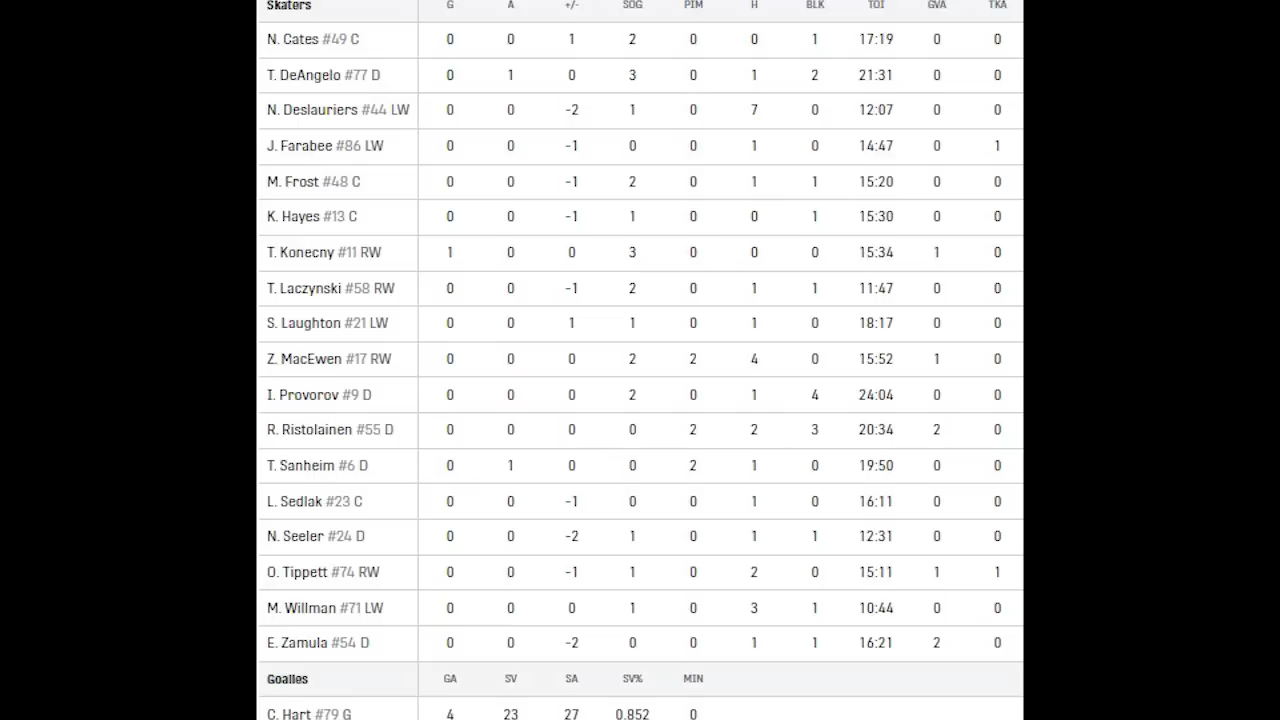 Skaters G A +/- SOG PIM H BLK TOI GVA TKA
N. Cates #49 C 0 0 1 2 0 0 1 17:19 0 0
T. DeAngelo #77 D 0 1 0 3 0 1 2 21:31 0 0
N. Deslauriers #44 LW 0 0 -2 1 0 7 0 12:07 0 0
J. Farabee #86 LW 0 0 -1 0 0 1 0 14:47 0 1
M. Frost #48 C 0 0 -1 2 0 1 1 15:20 0 0
K. Hayes #13 C 0 0 -1 1 0 0 1 15:30 0 0
T. Konecny #11 RW 1 0 0 3 0 0 0 15:34 1 0
T. Laczynski #58 RW 0 0 -1 2 0 1 1 11:47 0 0
S. Laughton #21 LW 0 0 1 1 0 1 0 18:17 0 0
Z. MacEwen #17 RW 0 0 0 2 2 4 0 15:52 1 0
I. Provorov #9 D 0 0 0 2 0 1 4 24:04 0 0
R. Ristolainen #55 D 0 0 0 0 2 2 3 20:34 2 0
T. Sanheim #6 D 0 1 0 0 2 1 0 19:50 0 0
L. Sedlak #23 C 0 0 -1 0 0 1 0 16:11 0 0
N. Seeler #24 D 0 0 -2 1 0 1 1 12:31 0 0
O. Tippett #74 RW 0 0 -1 1 0 2 0 15:11 1 1
M. Willman #71 LW 0 0 0 1 0 3 1 10:44 0 0
E. Zamula #54 D 0 0 -2 0 0 1 1 16:21 2 0
Goalies GA SV SA SV% MIN
C. Hart #79 G 4 23 27 0.852 0